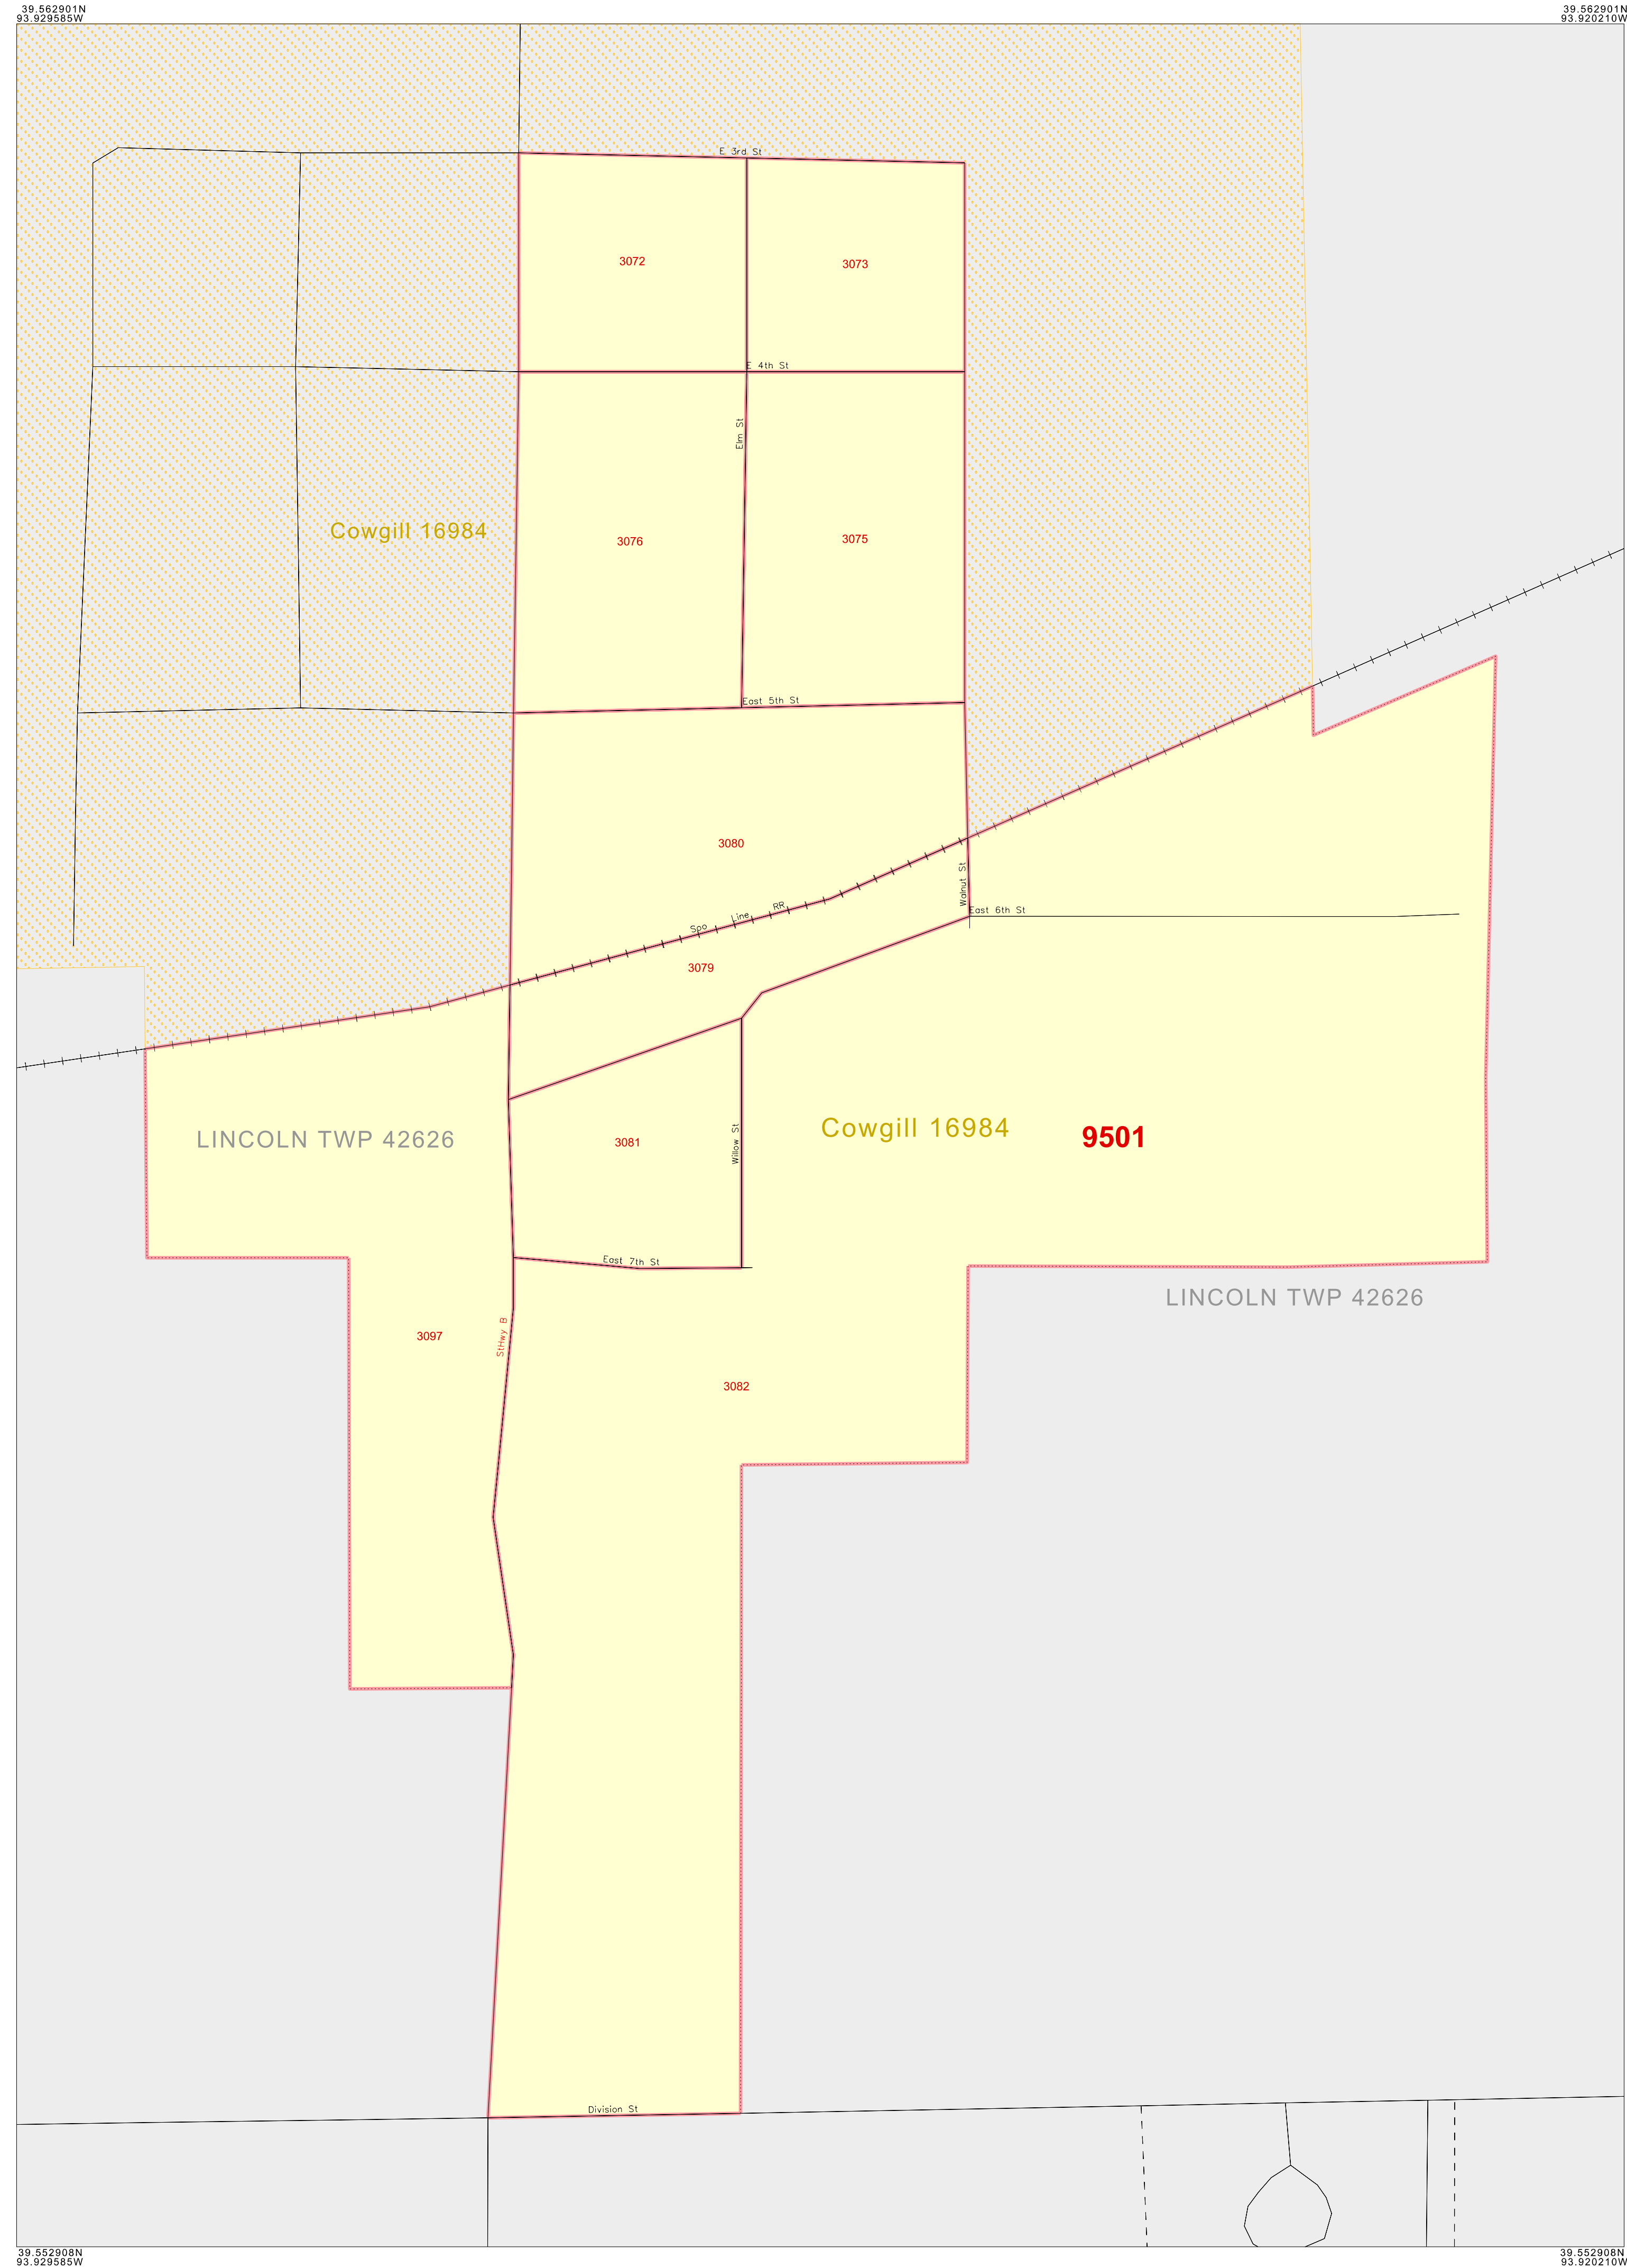 39.562901N
93.929585W
39.562901N
93.920210W
E 3rd St
3072
3073
E 4th St
Elm St
Cowgill 16984
3076
3075
East 5th St
3080
Walnut St
East 6th St
Spo Line RR
3079
LINCOLN TWP 42626
3081
Willow St
Cowgill 16984
9501
East 7th St
LINCOLN TWP 42626
3097
StHwy B
3082
Division St
39.552908N
93.929585W
39.552908N
93.920210W